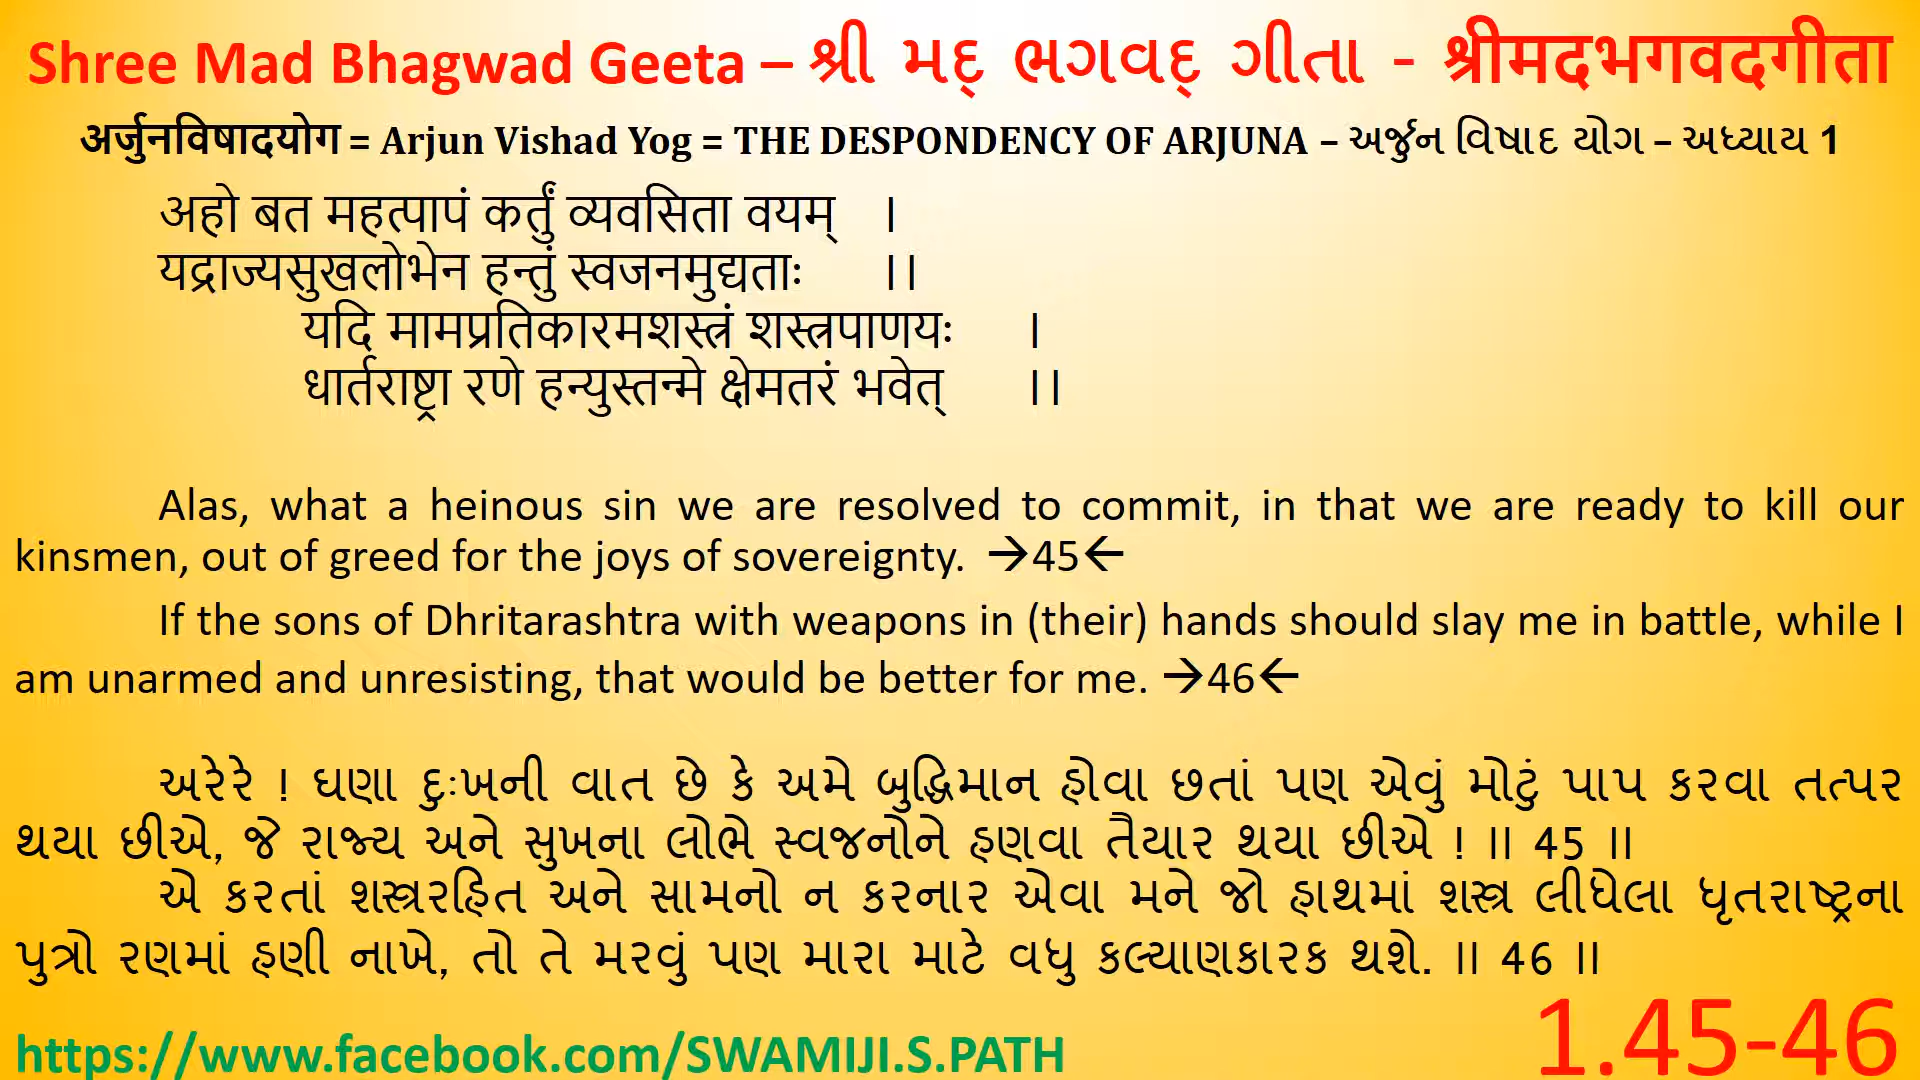 Shree Mad Bhagwad Geeta – શ્રી મદ્ ભગવદ્ ગીતા - श्रीमदभगवदगीता
अर्जुनविषादयोग = Arjun Vishad Yog = THE DESPONDENCY OF ARJUNA – અર્જુન વિષાદ યોગ – અધ્યાય 1
अहो बत महत्पापं कर्तुं व्यवसिता वयम् ।
यद्राज्यसुखलोभेन हन्तुं स्वजनमुद्यताः ।।
यदि मामप्रतिकारमशस्त्रं शस्त्रपाणयः ।
धार्तराष्ट्रा रणे हन्युस्तन्मे क्षेमतरं भवेत् ।।
Alas, what a heinous sin we are resolved to commit, in that we are ready to kill our
kinsmen, out of greed for the joys of sovereignty. →45←
If the sons of Dhritarashtra with weapons in (their) hands should slay me in battle, while I
am unarmed and unresisting, that would be better for me. →46←
અરેરે ! ઘણા દુઃખની વાત છે કે અમે બુદ્ધિમાન હોવા છતાં પણ એવું મોટું પાપ કરવા તત્પર
થયા છીએ, જે રાજ્ય અને સુખના લોભે સ્વજનોને હણવા તૈયાર થયા છીએ ! ॥ 45 ॥
એ કરતાં શસ્ત્રરહિત અને સામનો ન કરનાર એવા મને જો હાથમાં શસ્ત્ર લીધેલા ધૃતરાષ્ટ્રના
પુત્રો રણમાં હણી નાખે, તો તે મરવું પણ મારા માટે વધુ કલ્યાણકારક થશે. ॥ 46 ॥
https://www.facebook.com/SWAMIJI.S.PATH
1.45-46